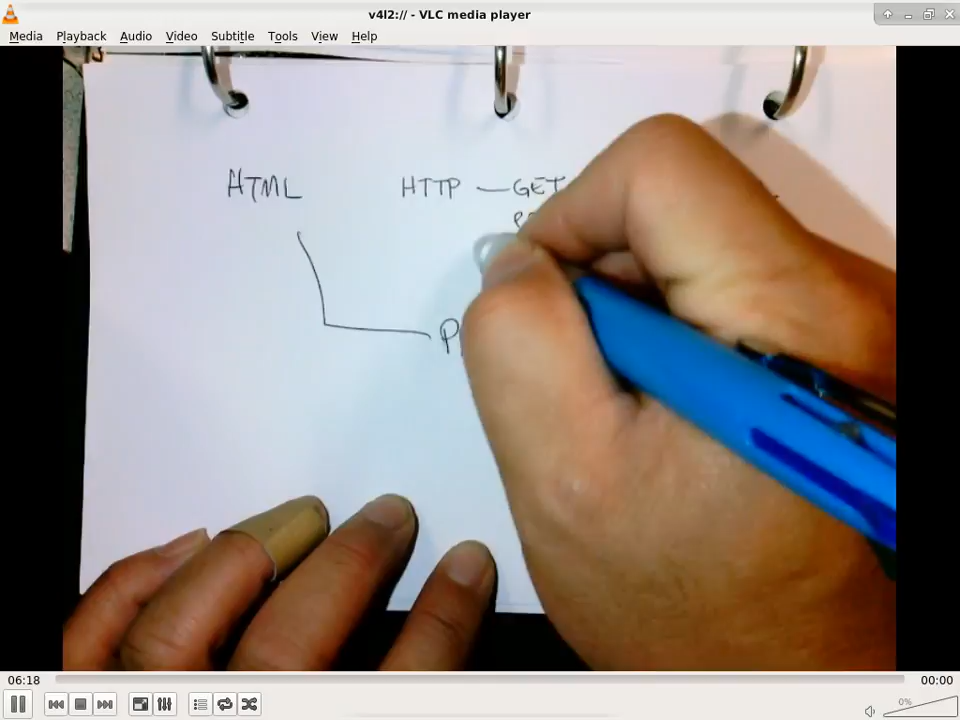 v4l2:// - VLC media player
Media Playback Audio Video Subtitle Tools View Help
HTML HTTP — GET
06:18 00:00
0%